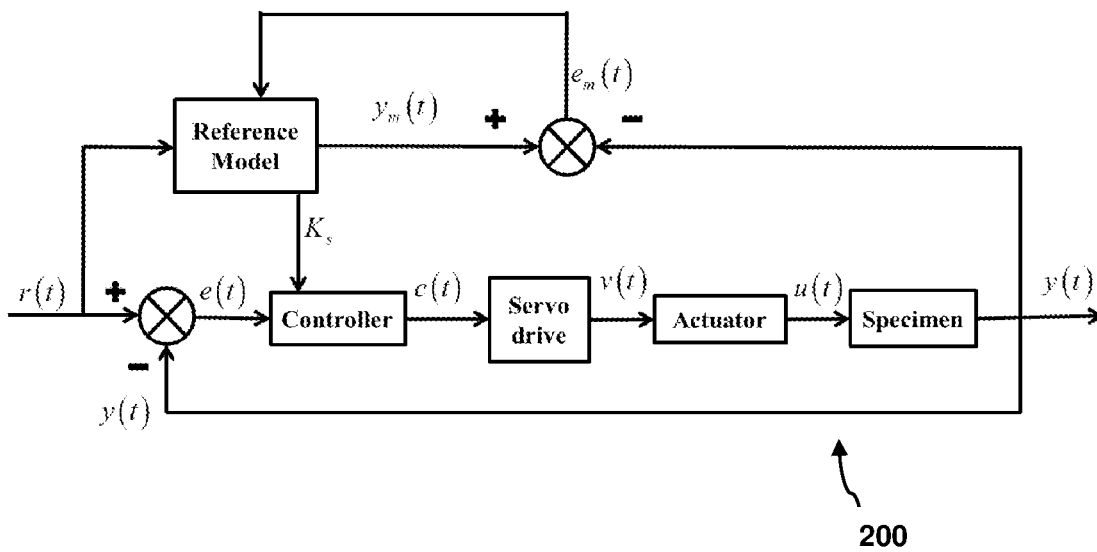 e_m(t)
y_m(t)
+
−
Reference
Model
K_s
r(t)
+
e(t)
Controller
c(t)
Servo
drive
v(t)
Actuator
u(t)
Specimen
y(t)
−
y(t)
200